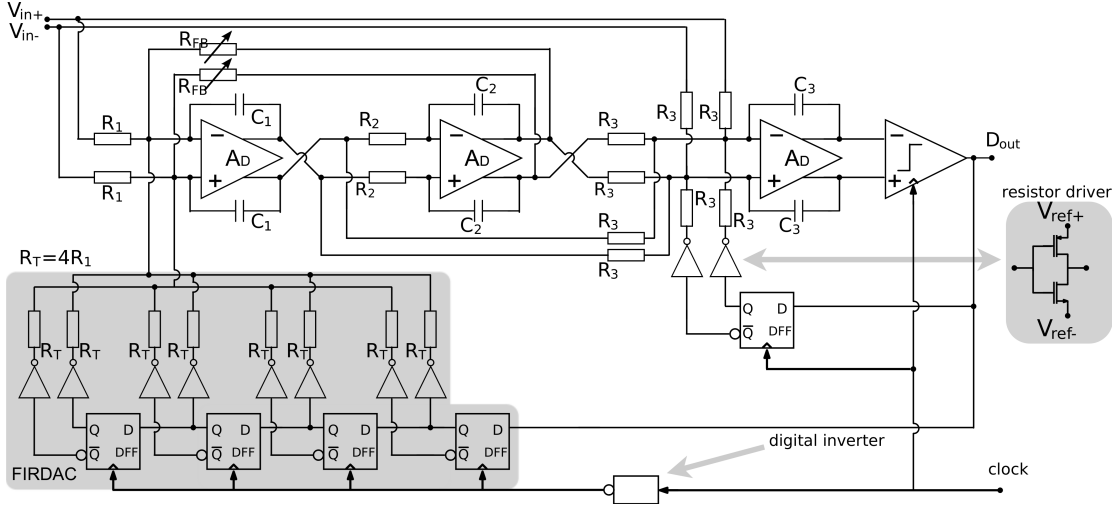 Vin+
Vin-
RFB
RFB
R1
R1
C1
C1
AD
− +
R2
R2
C2
C2
AD
− +
R3
R3
R3
R3
R3
R3
R3
R3
C3
C3
AD
− +
− +
Dout
resistor driver
Vref+
Vref-
Q D
Q DFF
RT=4R1
RT
RT
RT
RT
RT
RT
RT
RT
Q D
Q DFF
Q D
Q DFF
Q D
Q DFF
Q D
Q DFF
FIRDAC
digital inverter
clock